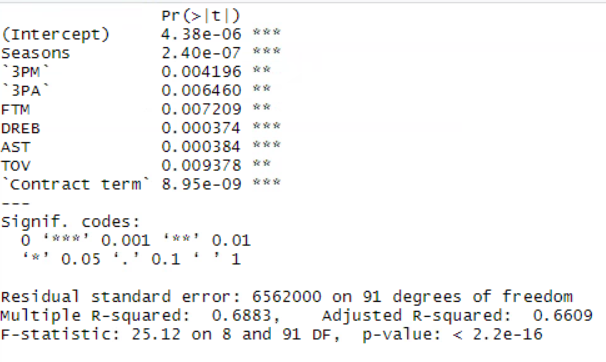 Pr(>|t|)
(Intercept) 4.38e-06 ***
Seasons 2.40e-07 ***
`3PM` 0.004196 **
`3PA` 0.006460 **
FTM 0.007209 **
DREB 0.000374 ***
AST 0.000384 ***
TOV 0.009378 **
`Contract term` 8.95e-09 ***
---
Signif. codes:
0 ‘***’ 0.001 ‘**’ 0.01
‘*’ 0.05 ‘.’ 0.1 ‘ ’ 1
Residual standard error: 6562000 on 91 degrees of freedom
Multiple R-squared: 0.6883, Adjusted R-squared: 0.6609
F-statistic: 25.12 on 8 and 91 DF, p-value: < 2.2e-16